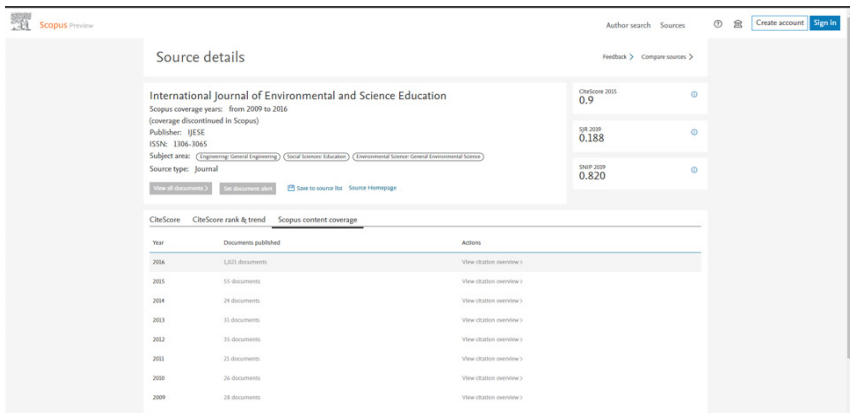 Scopus Preview
Author search Sources
Create account Sign in
Source details
Feedback > Compare sources >
International Journal of Environmental and Science Education
Scopus coverage years: from 2009 to 2016
(coverage discontinued in Scopus)
Publisher: IJESE
ISSN: 1306-3065
Subject area: Engineering: General Engineering Social Sciences: Education Environmental Science: General Environmental Science
Source type: Journal
View all documents > Set document alert Save to source list Source Homepage
CiteScore 2015
0.9
SJR 2019
0.188
SNIP 2019
0.820
CiteScore CiteScore rank & trend Scopus content coverage
Year Documents published Actions
2016 documents View citation overview >
2015 55 documents View citation overview >
2014 24 documents View citation overview >
2013 31 documents View citation overview >
2012 documents View citation overview >
2011 documents View citation overview >
2010 26 documents View citation overview >
2009 28 documents View citation overview >